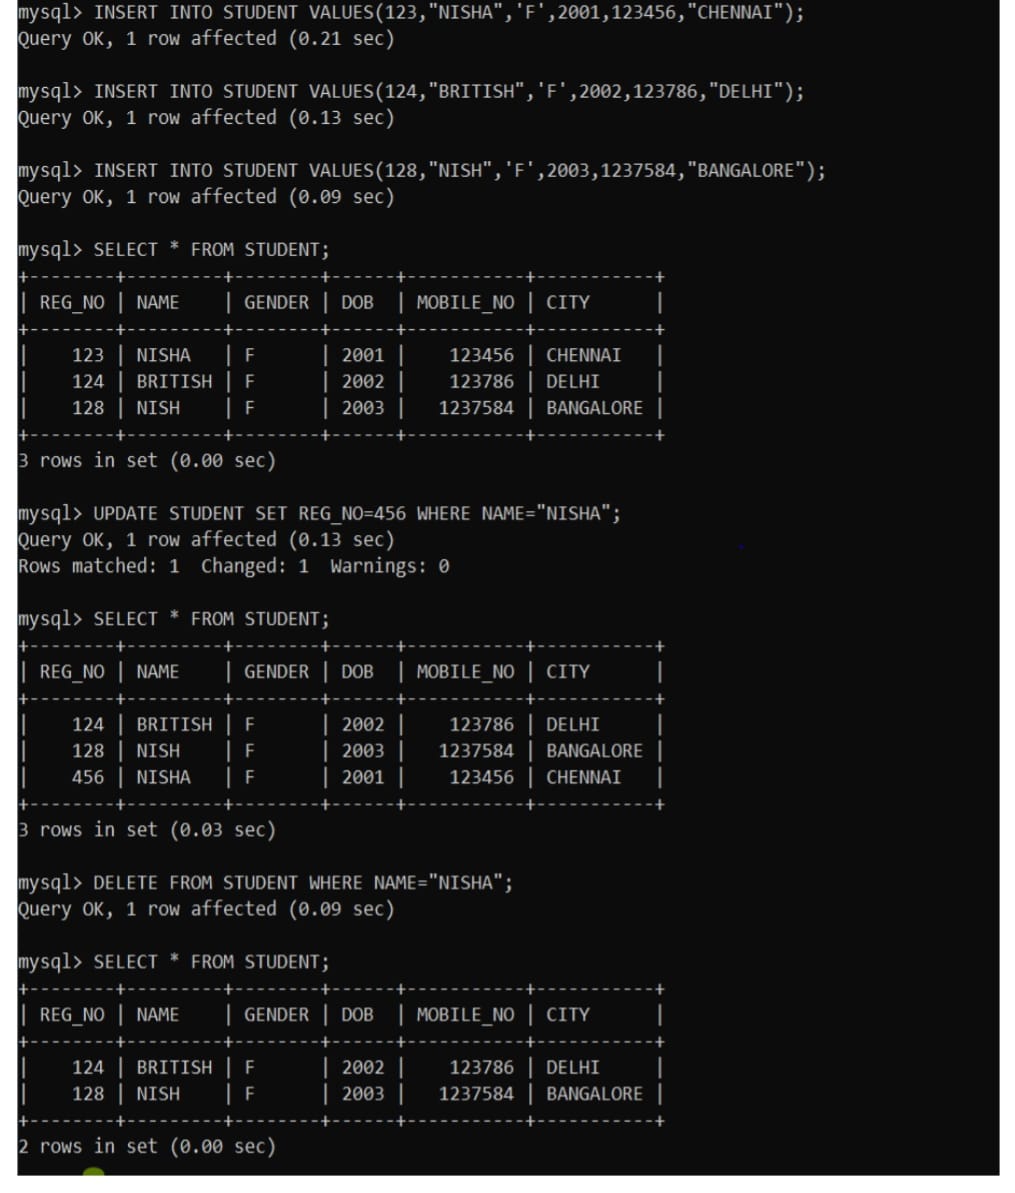 mysql> INSERT INTO STUDENT VALUES(123,"NISHA",'F',2001,123456,"CHENNAI");
Query OK, 1 row affected (0.21 sec)
mysql> INSERT INTO STUDENT VALUES(124,"BRITISH",'F',2002,123786,"DELHI");
Query OK, 1 row affected (0.13 sec)
mysql> INSERT INTO STUDENT VALUES(128,"NISH",'F',2003,1237584,"BANGALORE");
Query OK, 1 row affected (0.09 sec)
mysql> SELECT * FROM STUDENT;
+--------+---------+--------+------+-----------+-----------+
| REG_NO | NAME    | GENDER | DOB  | MOBILE_NO | CITY      |
+--------+---------+--------+------+-----------+-----------+
|    123 | NISHA   | F      | 2001 |    123456 | CHENNAI   |
|    124 | BRITISH | F      | 2002 |    123786 | DELHI     |
|    128 | NISH    | F      | 2003 |   1237584 | BANGALORE |
+--------+---------+--------+------+-----------+-----------+
3 rows in set (0.00 sec)
mysql> UPDATE STUDENT SET REG_NO=456 WHERE NAME="NISHA";
Query OK, 1 row affected (0.13 sec)
Rows matched: 1  Changed: 1  Warnings: 0
mysql> SELECT * FROM STUDENT;
+--------+---------+--------+------+-----------+-----------+
| REG_NO | NAME    | GENDER | DOB  | MOBILE_NO | CITY      |
+--------+---------+--------+------+-----------+-----------+
|    124 | BRITISH | F      | 2002 |    123786 | DELHI     |
|    128 | NISH    | F      | 2003 |   1237584 | BANGALORE |
|    456 | NISHA   | F      | 2001 |    123456 | CHENNAI   |
+--------+---------+--------+------+-----------+-----------+
3 rows in set (0.03 sec)
mysql> DELETE FROM STUDENT WHERE NAME="NISHA";
Query OK, 1 row affected (0.09 sec)
mysql> SELECT * FROM STUDENT;
+--------+---------+--------+------+-----------+-----------+
| REG_NO | NAME    | GENDER | DOB  | MOBILE_NO | CITY      |
+--------+---------+--------+------+-----------+-----------+
|    124 | BRITISH | F      | 2002 |    123786 | DELHI     |
|    128 | NISH    | F      | 2003 |   1237584 | BANGALORE |
+--------+---------+--------+------+-----------+-----------+
2 rows in set (0.00 sec)